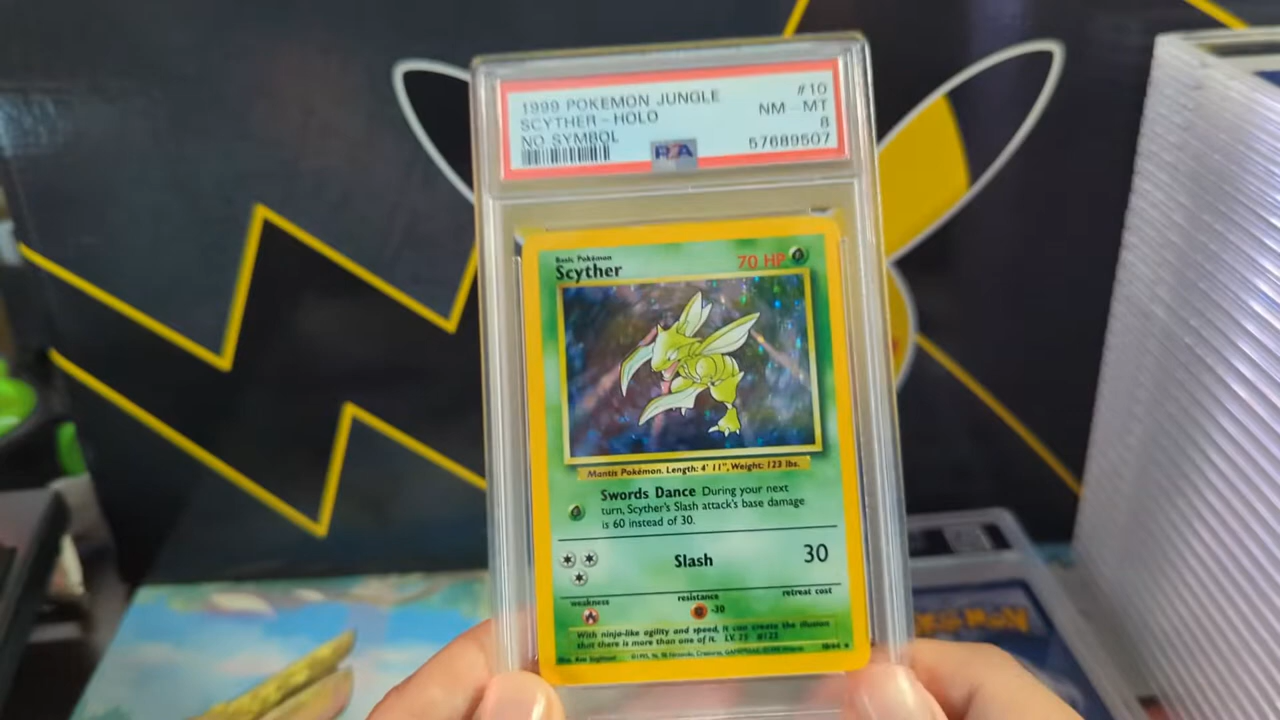 1999 POKEMON JUNGLE #10
SCYTHER - HOLO NM - MT
NO SYMBOL 8
PSA 57689507
Basic Pokémon
Scyther 70 HP
Mantis Pokémon. Length: 4' 11", Weight: 123 lbs.
Swords Dance During your next
turn, Scyther's Slash attack's base damage
is 60 instead of 30.
Slash 30
weakness resistance retreat cost
-30
With ninja-like agility and speed, it can create the illusion
that there is more than one of it. LV. 25 #123